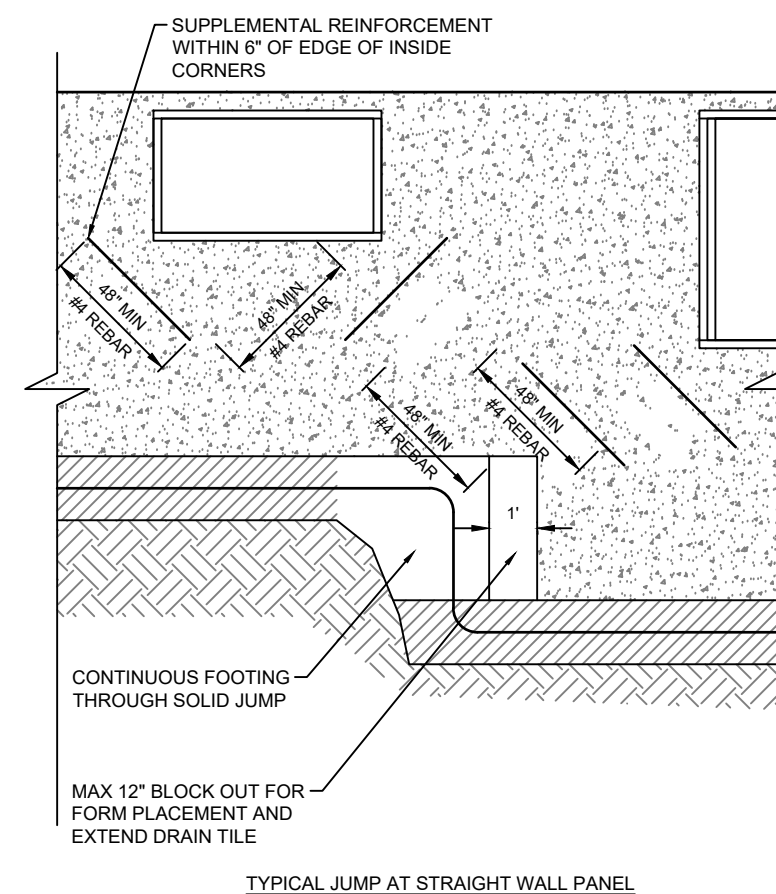 SUPPLEMENTAL REINFORCEMENT
WITHIN 6" OF EDGE OF INSIDE
CORNERS
48" MIN
#4 REBAR
48" MIN
#4 REBAR
48" MIN
#4 REBAR
48" MIN
#4 REBAR
1'
CONTINUOUS FOOTING
THROUGH SOLID JUMP
MAX 12" BLOCK OUT FOR
FORM PLACEMENT AND
EXTEND DRAIN TILE
TYPICAL JUMP AT STRAIGHT WALL PANEL